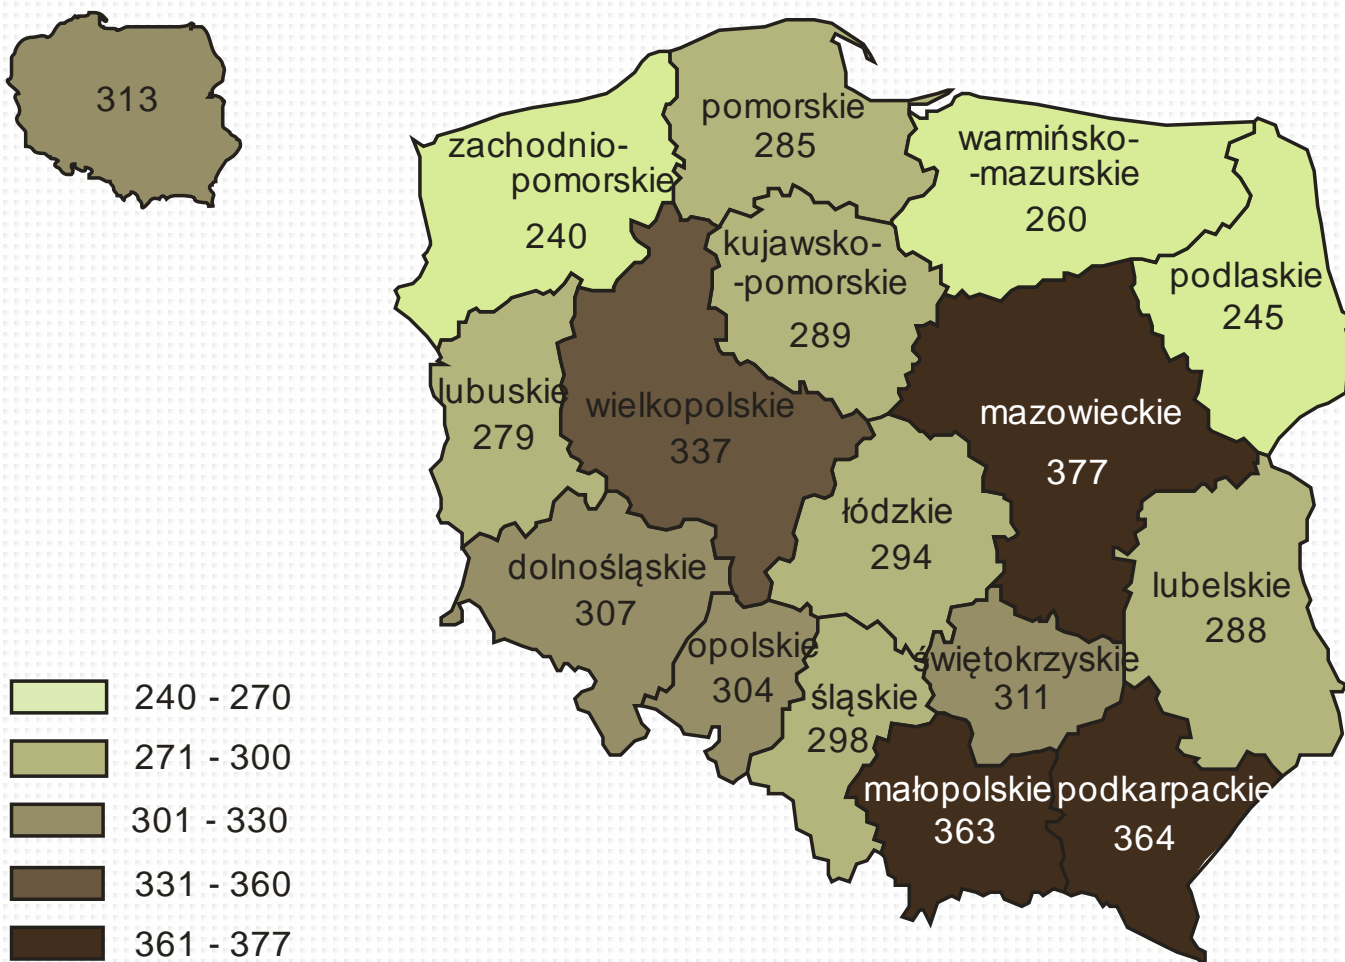 313
pomorskie
285
zachodnio-
pomorskie
240
warmińsko-
-mazurskie
260
kujawsko-
-pomorskie
289
podlaskie
245
lubuskie
279
wielkopolskie
337
mazowieckie
377
łódzkie
294
dolnośląskie
307
lubelskie
288
opolskie
304
świętokrzyskie
311
śląskie
298
małopolskie
363
podkarpackie
364
240 - 270
271 - 300
301 - 330
331 - 360
361 - 377